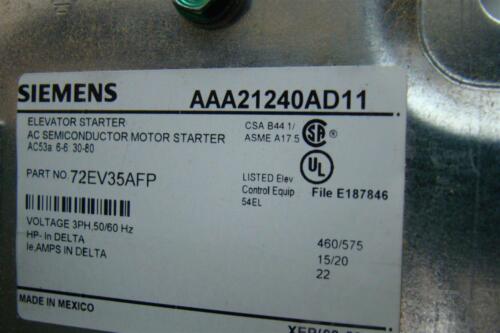 SIEMENS AAA21240AD11
ELEVATOR STARTER
AC SEMICONDUCTOR MOTOR STARTER
AC53a 6-6 30-80
CSA B44 1/
ASME A17.5
PART NO. 72EV35AFP
LISTED Elev
Control Equip
54EL
UL
File E187846
VOLTAGE 3PH,50/60 Hz 460/575
HP- In DELTA 15/20
Ie,AMPS IN DELTA 22
MADE IN MEXICO